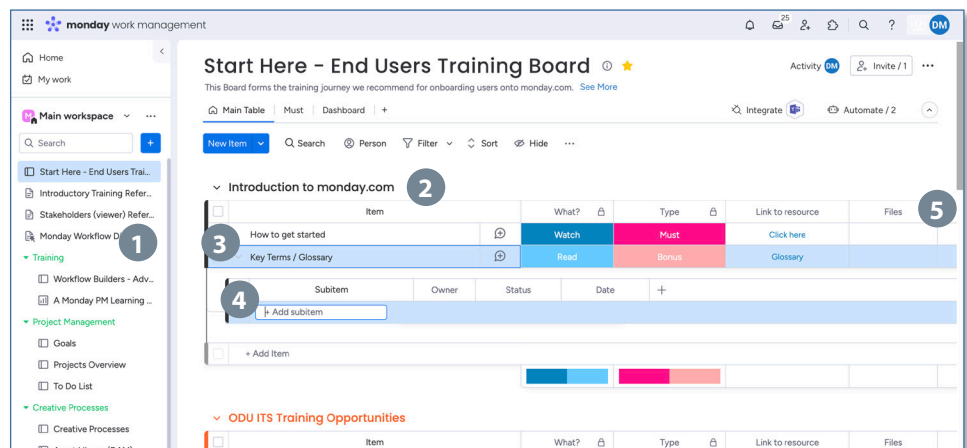 monday work management
25
DM
Home
My work
M Main workspace
Search
+
Start Here - End Users Trai...
Introductory Training Refer...
Stakeholders (viewer) Refer...
Monday Workflow D
1
Training
Workflow Builders - Adv...
A Monday PM Learning ...
Project Management
Goals
Projects Overview
To Do List
Creative Processes
Creative Processes
Start Here - End Users Training Board
Activity DM
Invite / 1
This Board forms the training journey we recommend for onboarding users onto monday.com. See More
Main Table Must Dashboard +
Integrate Automate / 2
New Item Search Person Filter Sort Hide ...
Introduction to monday.com 2
Item What? Type Link to resource Files 5
3 How to get started Watch Must Click here
Key Terms / Glossary Read Bonus Glossary
Subitem Owner Status Date +
4 + Add subitem
+ Add Item
ODU ITS Training Opportunities
Item What? Type Link to resource Files